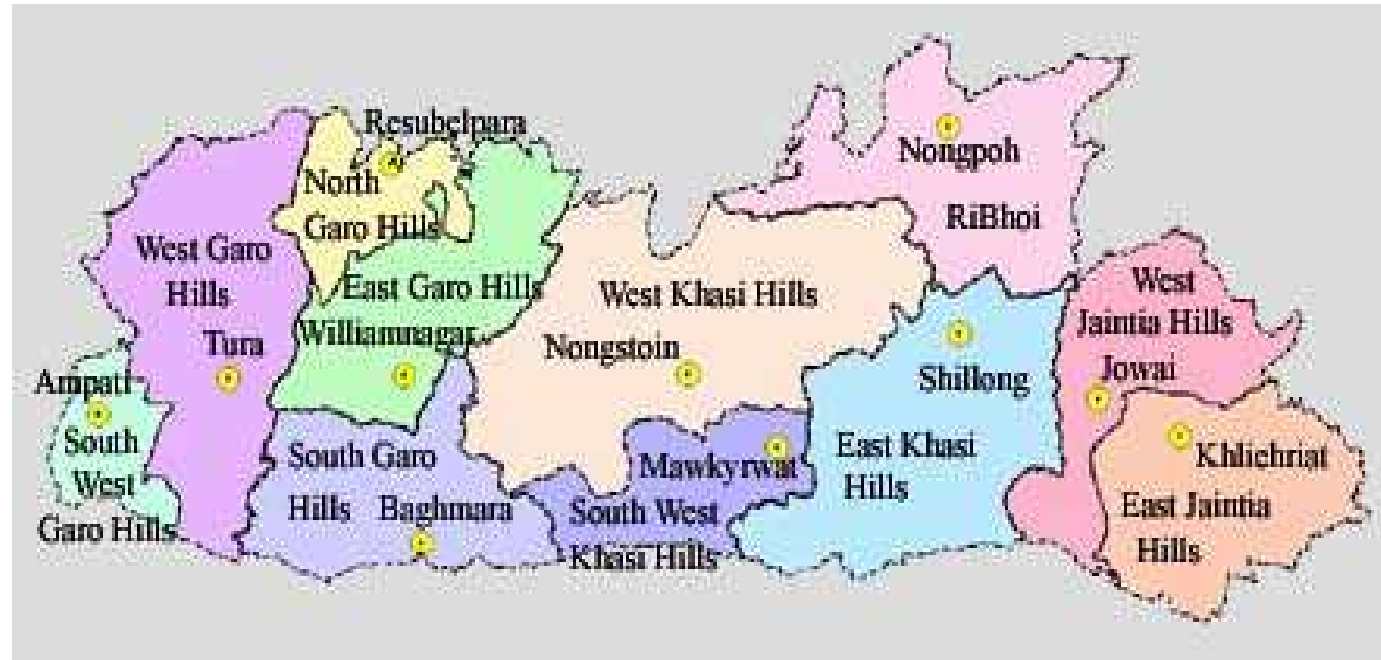 Resubelpara
North
Garo Hills
West Garo
Hills
Tura
East Garo Hills
Williamnagar
Ampati
South
West
Garo Hills
South Garo
Hills
Baghmara
West Khasi Hills
Nongstoin
Mawkyrwat
South West
Khasi Hills
Nongpoh
RiBhoi
Shillong
East Khasi
Hills
West
Jaintia Hills
Jowai
Khliehriat
East Jaintia
Hills